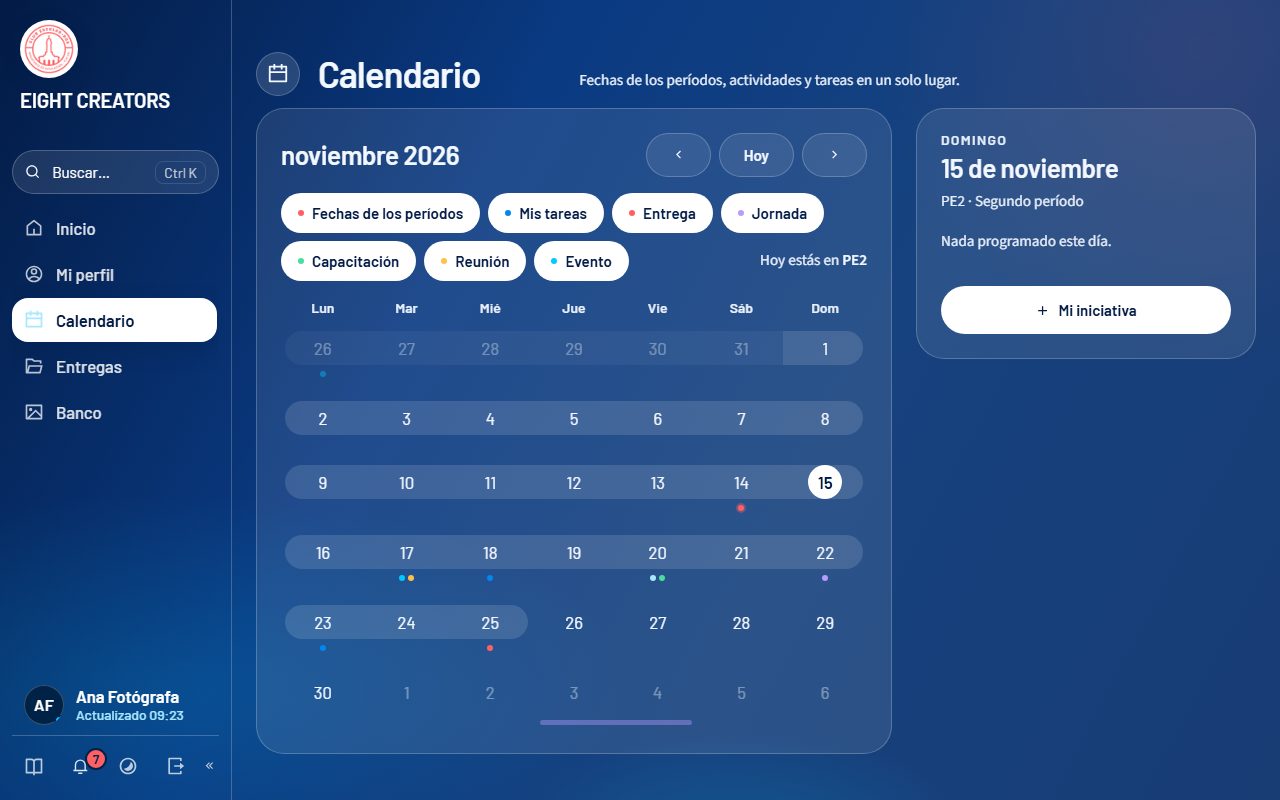 EIGHT CREATORS
Buscar...
Ctrl K
Inicio
Mi perfil
Calendario
Entregas
Banco
AF
Ana Fotógrafa
Actualizado 09:23
7
Calendario
Fechas de los períodos, actividades y tareas en un solo lugar.
noviembre 2026
Hoy
Fechas de los períodos
Mis tareas
Entrega
Jornada
Capacitación
Reunión
Evento
Hoy estás en PE2
Lun Mar Mié Jue Vie Sáb Dom
26 27 28 29 30 31 1
2 3 4 5 6 7 8
9 10 11 12 13 14 15
16 17 18 19 20 21 22
23 24 25 26 27 28 29
30 1 2 3 4 5 6
DOMINGO
15 de noviembre
PE2 · Segundo período
Nada programado este día.
+ Mi iniciativa